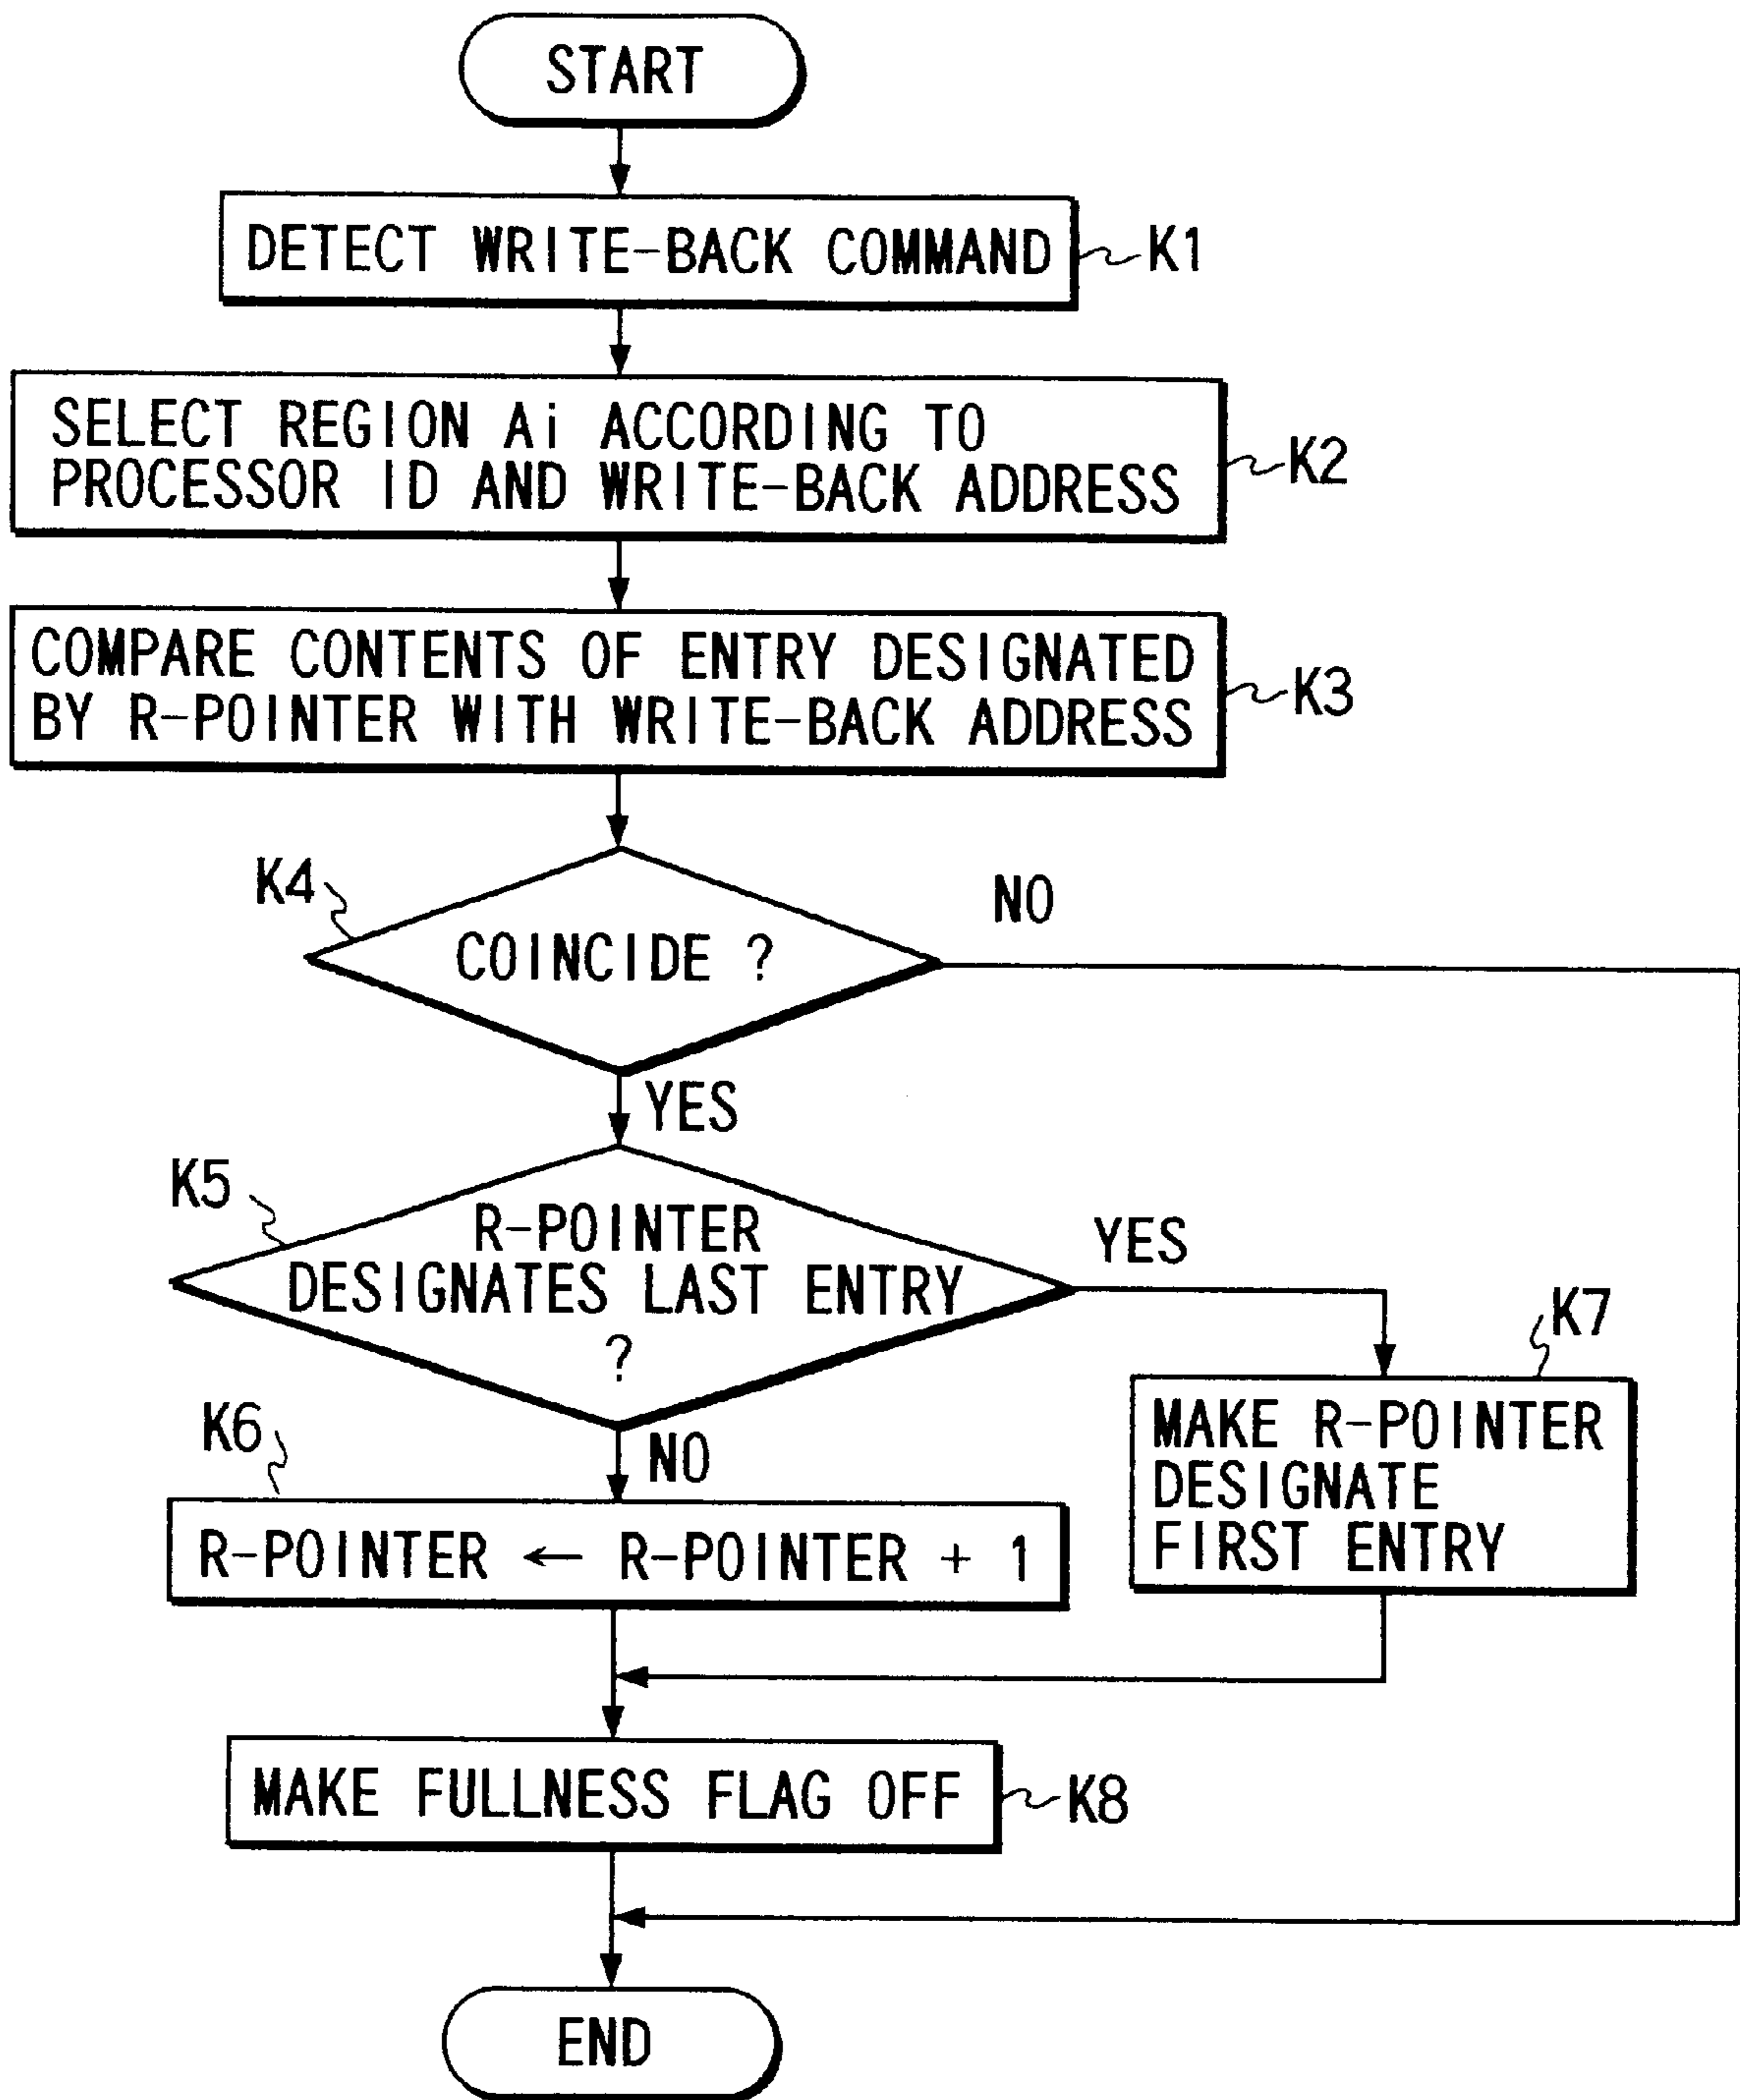 START
DETECT WRITE-BACK COMMAND
K1
SELECT REGION Ai ACCORDING TO
PROCESSOR ID AND WRITE-BACK ADDRESS
K2
COMPARE CONTENTS OF ENTRY DESIGNATED
BY R-POINTER WITH WRITE-BACK ADDRESS
K3
K4
COINCIDE ?
NO
YES
K5
R-POINTER
DESIGNATES LAST ENTRY
?
YES
K7
MAKE R-POINTER
DESIGNATE
FIRST ENTRY
K6
NO
R-POINTER ← R-POINTER + 1
MAKE FULLNESS FLAG OFF
K8
END